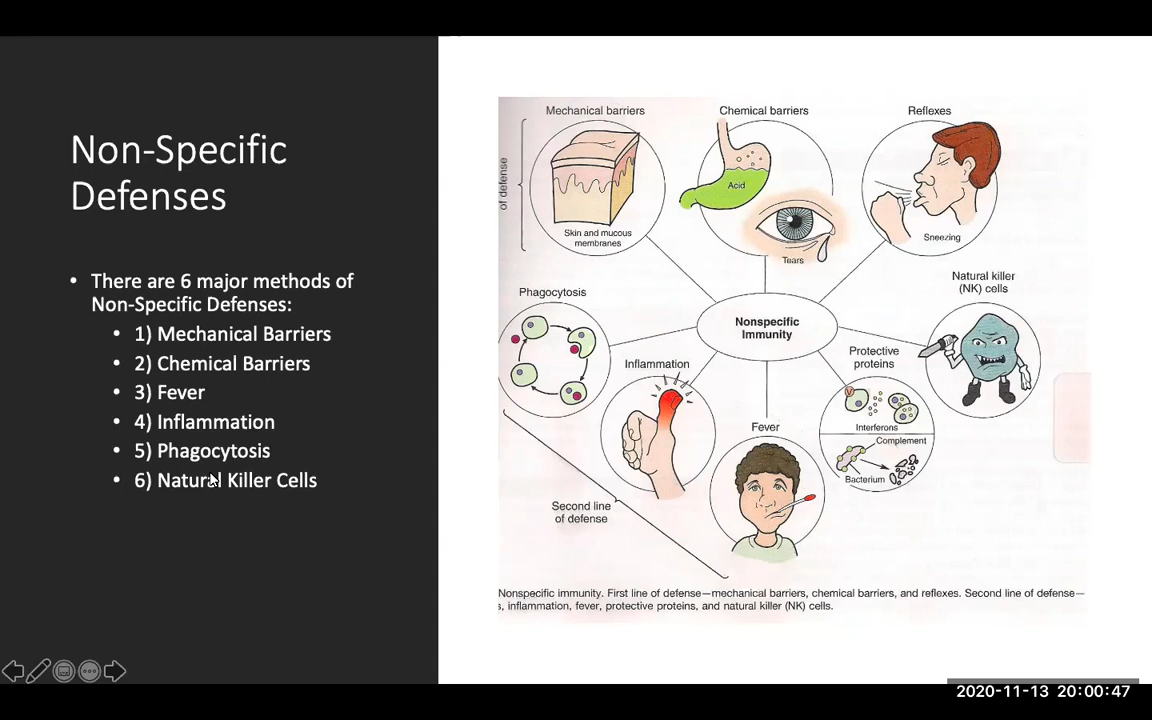 Non-Specific
Defenses
• There are 6 major methods of
Non-Specific Defenses:
• 1) Mechanical Barriers
• 2) Chemical Barriers
• 3) Fever
• 4) Inflammation
• 5) Phagocytosis
• 6) Natural Killer Cells
Mechanical barriers
Chemical barriers
Reflexes
of defense
Acid
Skin and mucous
membranes
Tears
Sneezing
Phagocytosis
Natural killer
(NK) cells
Nonspecific
Immunity
Inflammation
Protective
proteins
V
Interferons
Complement
Bacterium
Fever
Second line
of defense
Nonspecific immunity. First line of defense—mechanical barriers, chemical barriers, and reflexes. Second line of defense—
s, inflammation, fever, protective proteins, and natural killer (NK) cells.
2020-11-13 20:00:47